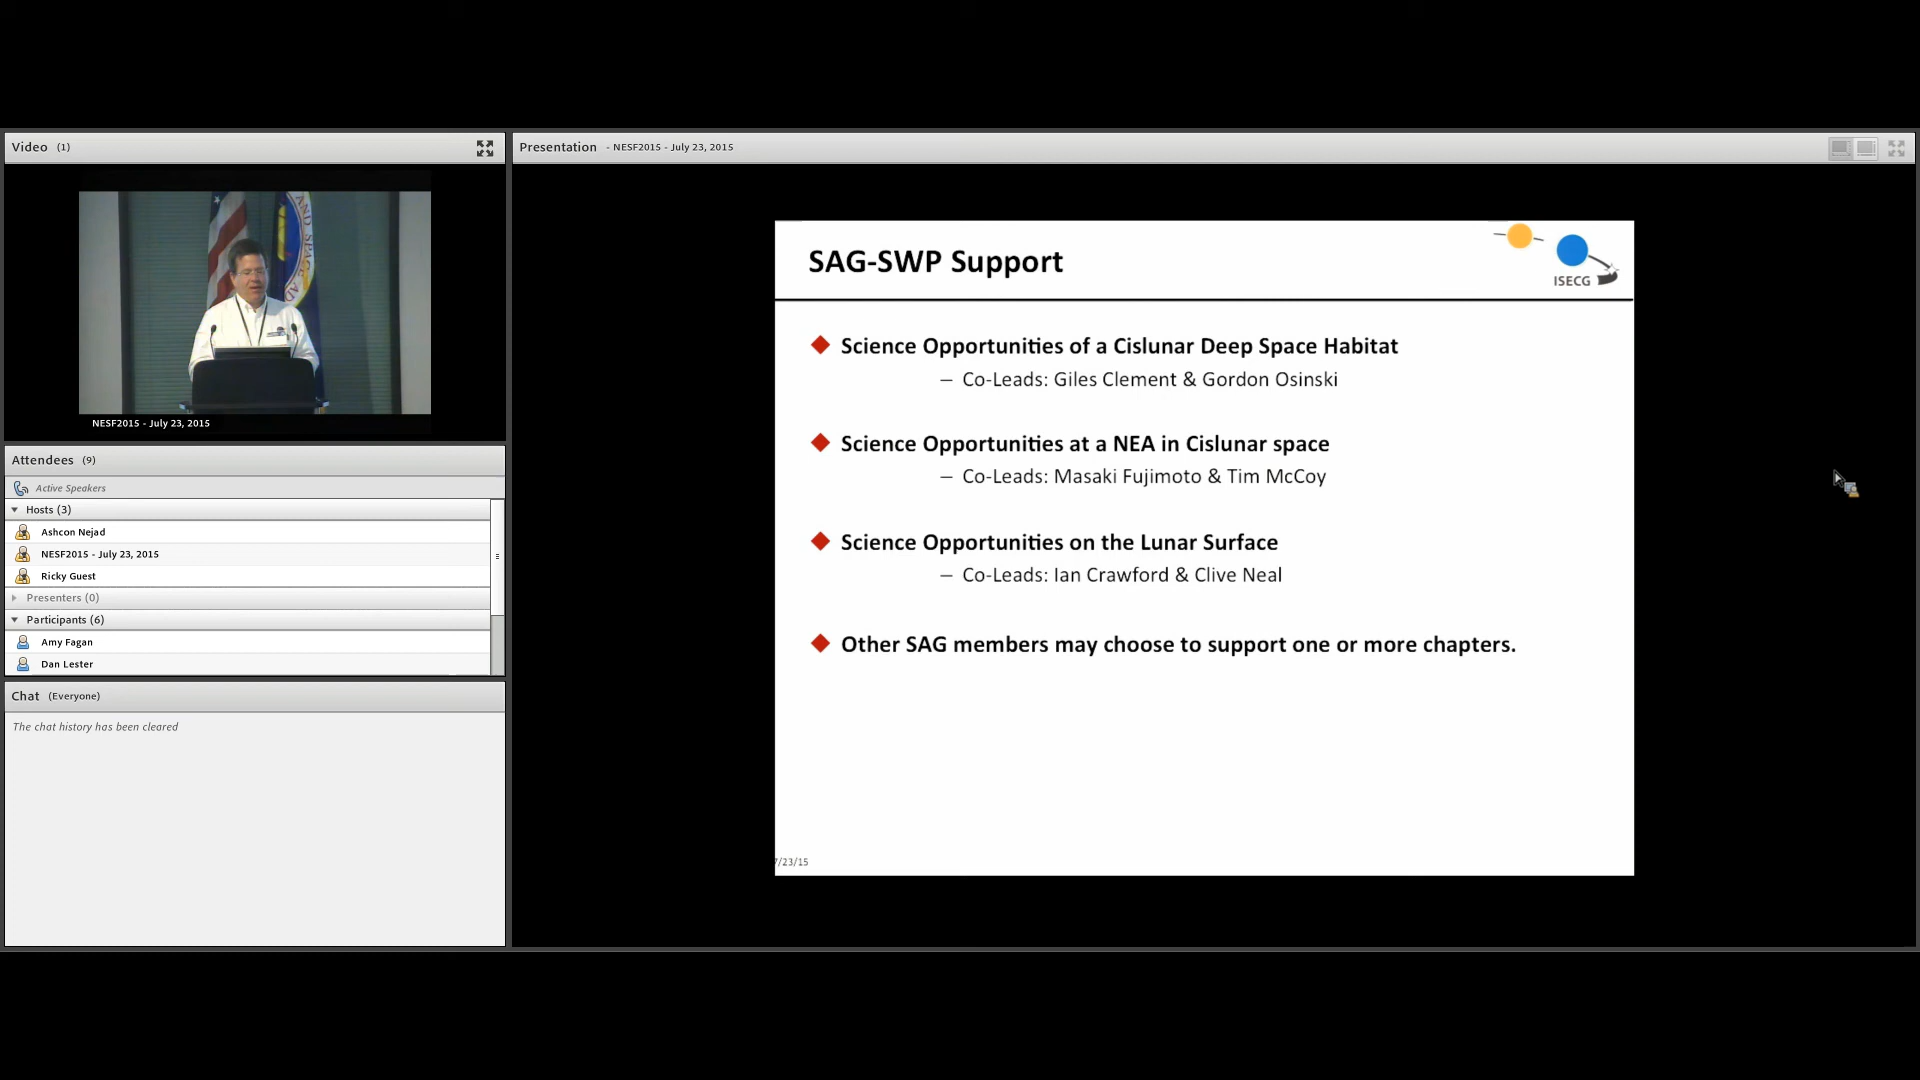 Video (1)
NESF2015 - July 23, 2015
Attendees (9)
Active Speakers
Hosts (3)
Ashcon Nejad
NESF2015 - July 23, 2015
Ricky Guest
Presenters (0)
Participants (6)
Amy Fagan
Dan Lester
Chat (Everyone)
The chat history has been cleared
Presentation - NESF2015 - July 23, 2015
SAG-SWP Support
ISECG
Science Opportunities of a Cislunar Deep Space Habitat
– Co-Leads: Giles Clement & Gordon Osinski
Science Opportunities at a NEA in Cislunar space
– Co-Leads: Masaki Fujimoto & Tim McCoy
Science Opportunities on the Lunar Surface
– Co-Leads: Ian Crawford & Clive Neal
Other SAG members may choose to support one or more chapters.
7/23/15
AND SPACE AD